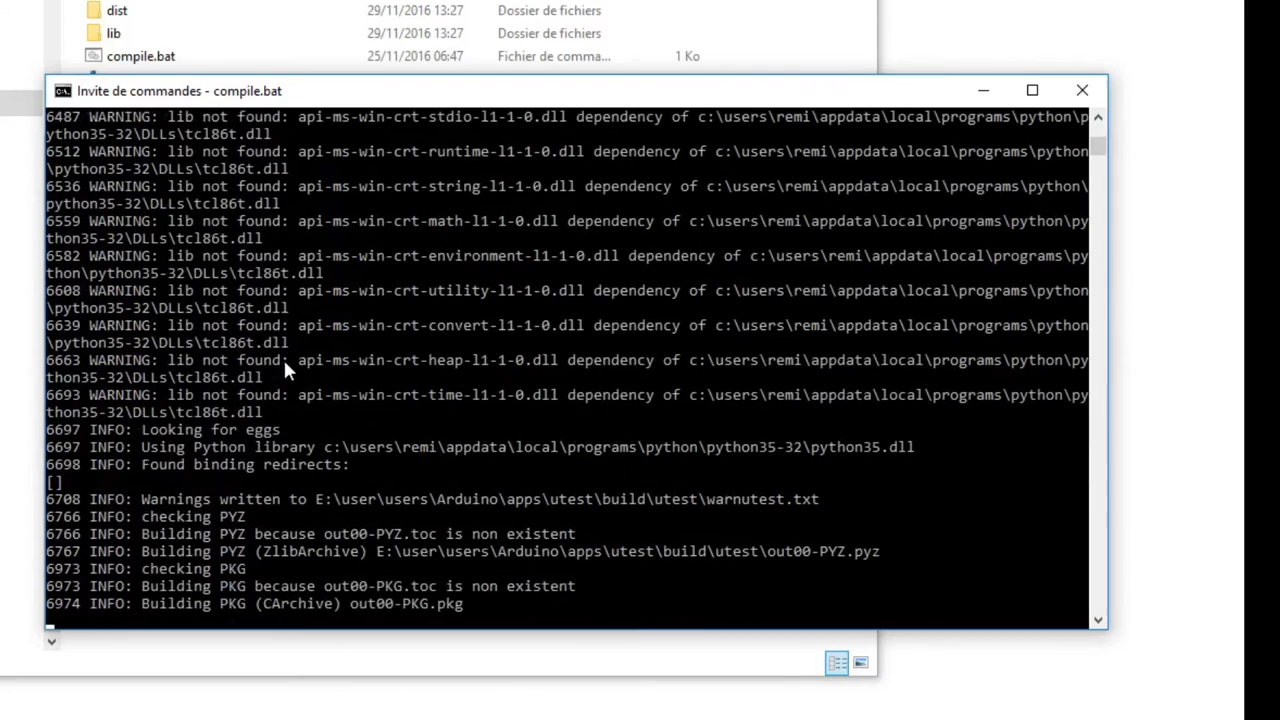 dist 29/11/2016 13:27 Dossier de fichiers
lib 29/11/2016 13:27 Dossier de fichiers
compile.bat 25/11/2016 06:47 Fichier de comma... 1 Ko
Invite de commandes - compile.bat
6487 WARNING: lib not found: api-ms-win-crt-stdio-l1-1-0.dll dependency of c:\users\remi\appdata\local\programs\python\p
ython35-32\DLLs\tcl86t.dll
6512 WARNING: lib not found: api-ms-win-crt-runtime-l1-1-0.dll dependency of c:\users\remi\appdata\local\programs\python
\python35-32\DLLs\tcl86t.dll
6536 WARNING: lib not found: api-ms-win-crt-string-l1-1-0.dll dependency of c:\users\remi\appdata\local\programs\python\
python35-32\DLLs\tcl86t.dll
6559 WARNING: lib not found: api-ms-win-crt-math-l1-1-0.dll dependency of c:\users\remi\appdata\local\programs\python\py
thon35-32\DLLs\tcl86t.dll
6582 WARNING: lib not found: api-ms-win-crt-environment-l1-1-0.dll dependency of c:\users\remi\appdata\local\programs\py
thon\python35-32\DLLs\tcl86t.dll
6608 WARNING: lib not found: api-ms-win-crt-utility-l1-1-0.dll dependency of c:\users\remi\appdata\local\programs\python
\python35-32\DLLs\tcl86t.dll
6639 WARNING: lib not found: api-ms-win-crt-convert-l1-1-0.dll dependency of c:\users\remi\appdata\local\programs\python
\python35-32\DLLs\tcl86t.dll
6663 WARNING: lib not found: api-ms-win-crt-heap-l1-1-0.dll dependency of c:\users\remi\appdata\local\programs\python\py
thon35-32\DLLs\tcl86t.dll
6693 WARNING: lib not found: api-ms-win-crt-time-l1-1-0.dll dependency of c:\users\remi\appdata\local\programs\python\py
thon35-32\DLLs\tcl86t.dll
6697 INFO: Looking for eggs
6697 INFO: Using Python library c:\users\remi\appdata\local\programs\python\python35-32\python35.dll
6698 INFO: Found binding redirects:
[]
6708 INFO: Warnings written to E:\user\users\Arduino\apps\utest\build\utest\warnutest.txt
6766 INFO: checking PYZ
6766 INFO: Building PYZ because out00-PYZ.toc is non existent
6767 INFO: Building PYZ (ZlibArchive) E:\user\users\Arduino\apps\utest\build\utest\out00-PYZ.pyz
6973 INFO: checking PKG
6973 INFO: Building PKG because out00-PKG.toc is non existent
6974 INFO: Building PKG (CArchive) out00-PKG.pkg